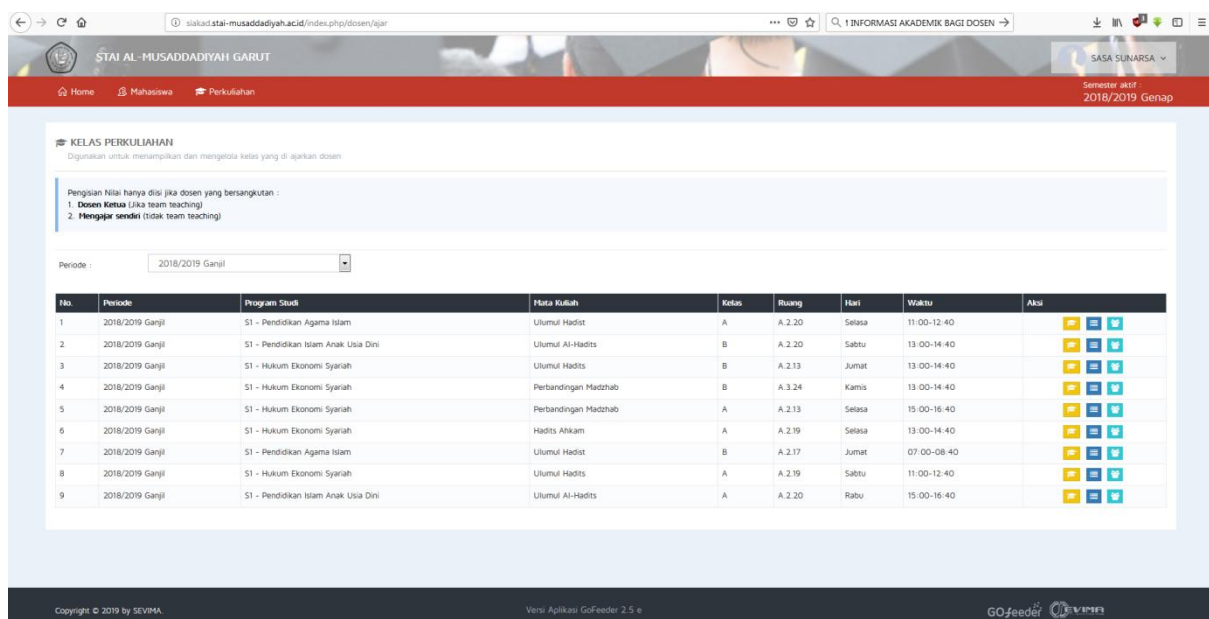 siakad.stai-musaddadiyah.ac.id/index.php/dosen/ajar
1 INFORMASI AKADEMIK BAGI DOSEN
STAI AL-MUSADDADIYAH GARUT
SASA SUNARSA
Home Mahasiswa Perkuliahan
Semester aktif :
2018/2019 Genap
KELAS PERKULIAHAN
Digunakan untuk menampilkan dan mengelola kelas yang di ajarkan dosen
Pengisian Nilai hanya diisi jika dosen yang bersangkutan :
1. Dosen Ketua (Jika team teaching)
2. Mengajar sendiri (tidak team teaching)
Periode : 2018/2019 Ganjil
No. Periode Program Studi Mata Kuliah Kelas Ruang Hari Waktu Aksi
1 2018/2019 Ganjil S1 - Pendidikan Agama Islam Ulumul Hadist A A.2.20 Selasa 11:00-12:40
2 2018/2019 Ganjil S1 - Pendidikan Islam Anak Usia Dini Ulumul Al-Hadits B A.2.20 Sabtu 13:00-14:40
3 2018/2019 Ganjil S1 - Hukum Ekonomi Syariah Ulumul Hadits B A.2.13 Jumat 13:00-14:40
4 2018/2019 Ganjil S1 - Hukum Ekonomi Syariah Perbandingan Madzhab B A.3.24 Kamis 13:00-14:40
5 2018/2019 Ganjil S1 - Hukum Ekonomi Syariah Perbandingan Madzhab A A.2.13 Selasa 15:00-16:40
6 2018/2019 Ganjil S1 - Hukum Ekonomi Syariah Hadits Ahkam A A.2.19 Selasa 13:00-14:40
7 2018/2019 Ganjil S1 - Pendidikan Agama Islam Ulumul Hadist B A.2.17 Jumat 07:00-08:40
8 2018/2019 Ganjil S1 - Hukum Ekonomi Syariah Ulumul Hadits A A.2.19 Sabtu 11:00-12:40
9 2018/2019 Ganjil S1 - Pendidikan Islam Anak Usia Dini Ulumul Al-Hadits A A.2.20 Rabu 15:00-16:40
Copyright © 2019 by SEVIMA. Versi Aplikasi GoFeeder 2.5 e GOfeeder SEVIMA